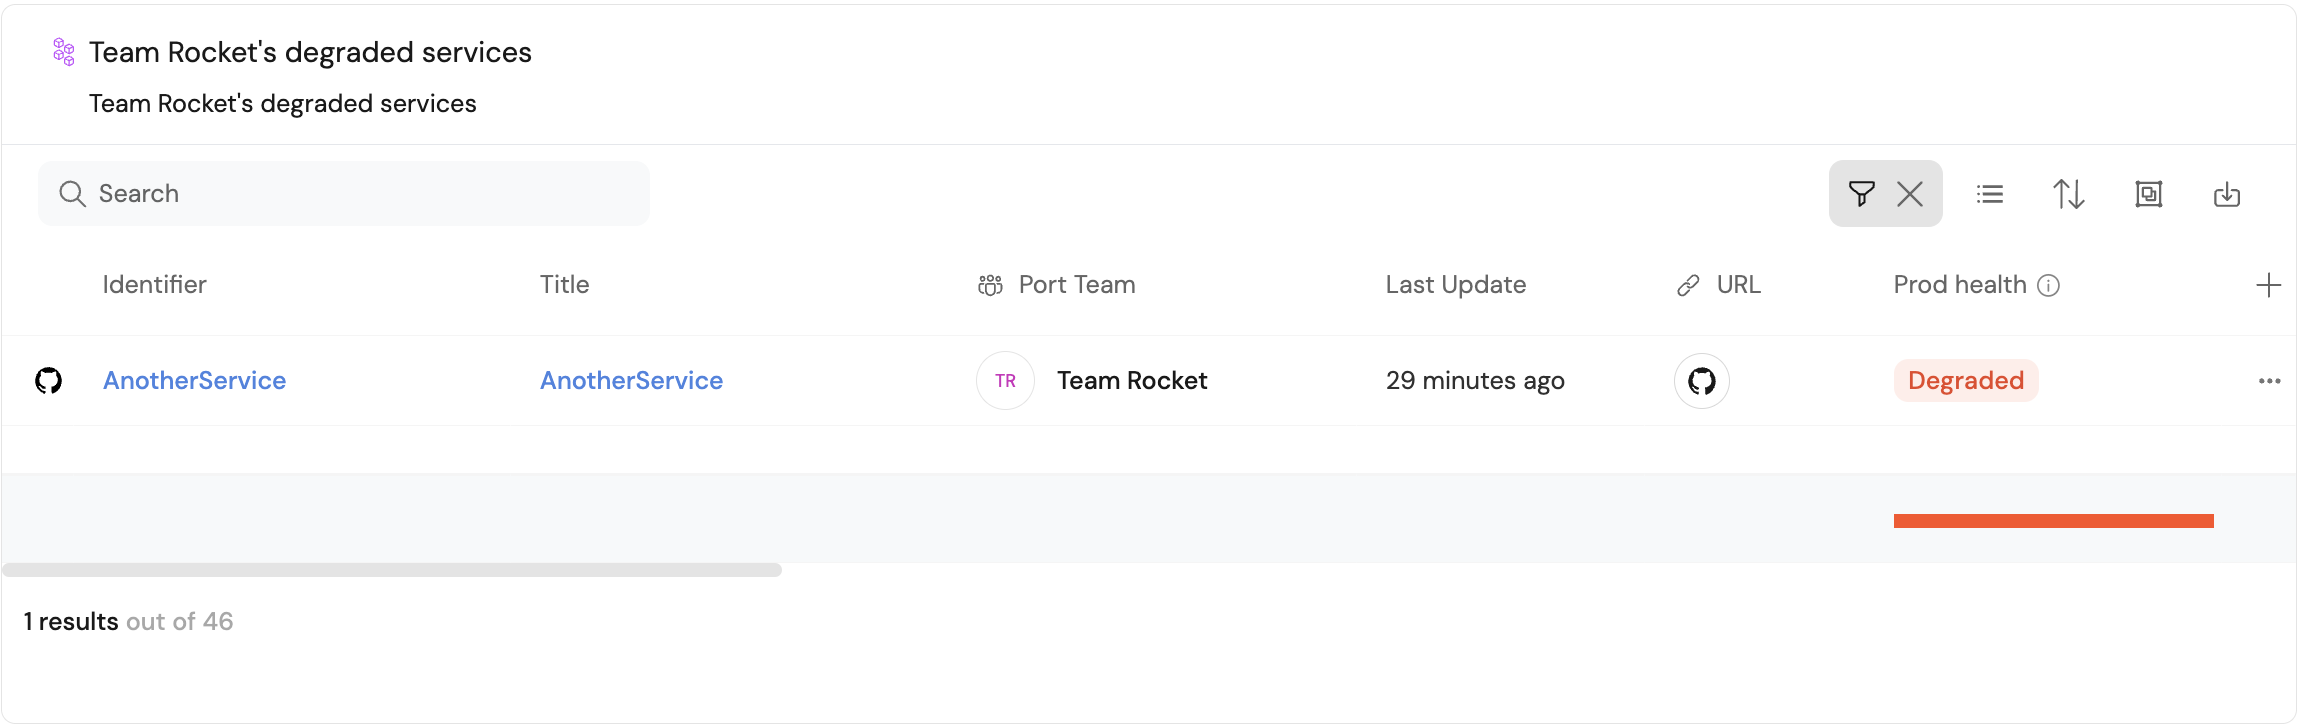 Team Rocket's degraded services
Team Rocket's degraded services
Search
Identifier Title Port Team Last Update URL Prod health
AnotherService AnotherService TR Team Rocket 29 minutes ago Degraded
1 results out of 46